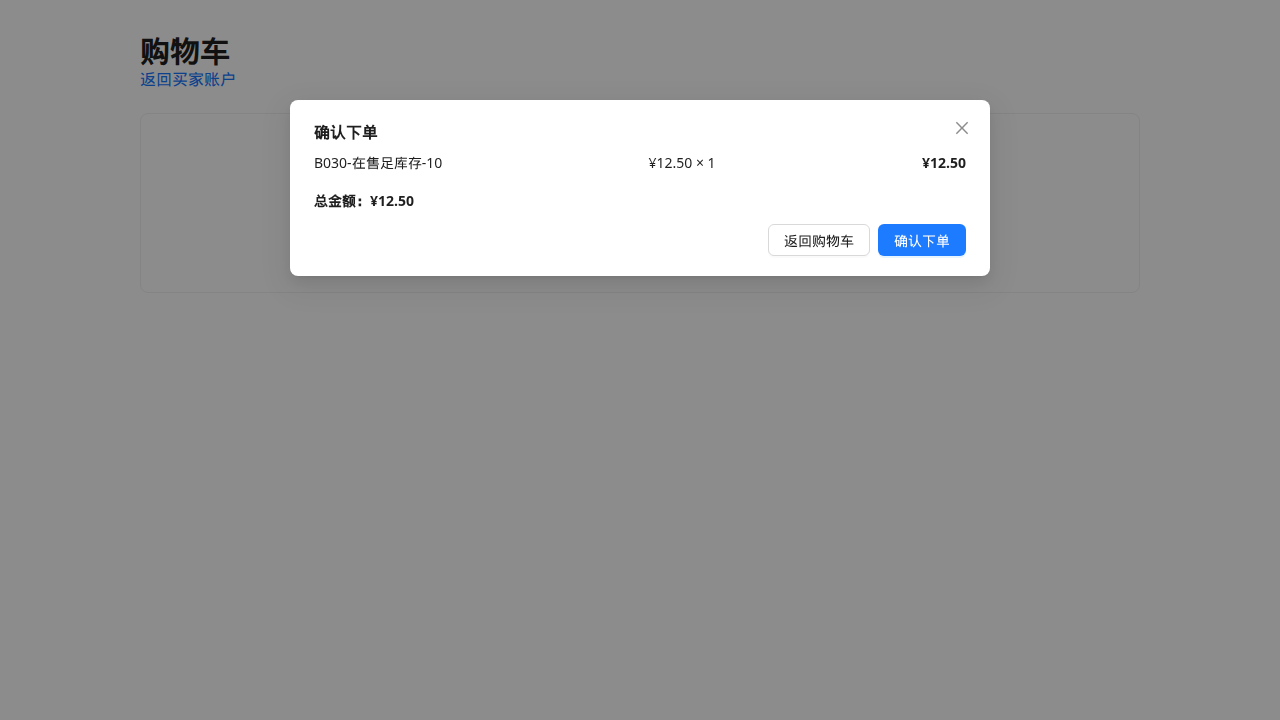 购物车
返回买家账户
确认下单
B030-在售足库存-10 ¥12.50 × 1 ¥12.50
总金额：¥12.50
返回购物车 确认下单